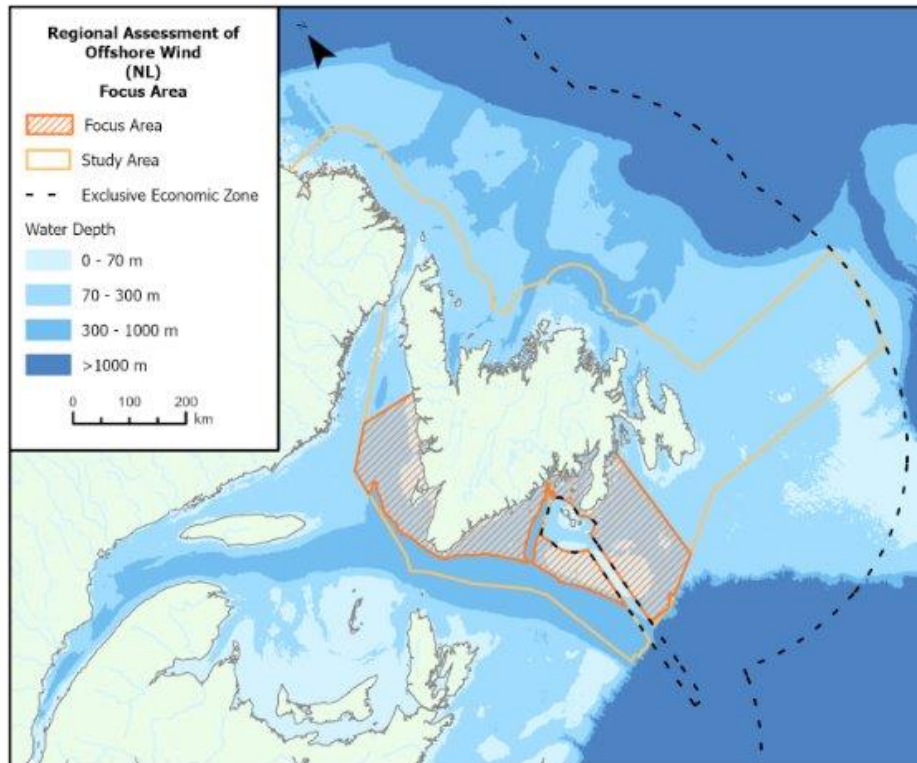 Regional Assessment of
Offshore Wind
(NL)
Focus Area
Focus Area
Study Area
Exclusive Economic Zone
Water Depth
0 - 70 m
70 - 300 m
300 - 1000 m
>1000 m
0 100 200
km